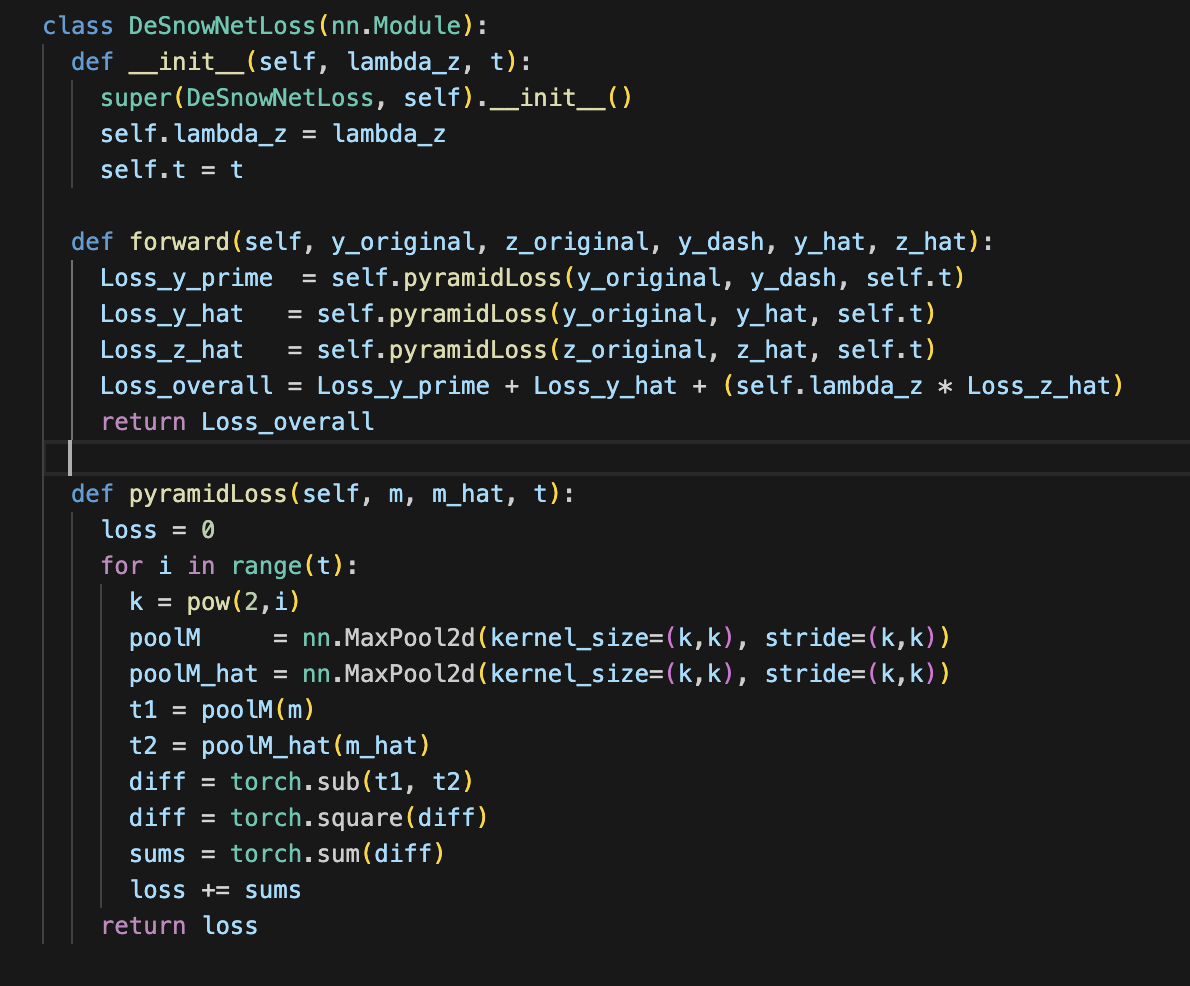 class DeSnowNetLoss(nn.Module):
  def __init__(self, lambda_z, t):
    super(DeSnowNetLoss, self).__init__()
    self.lambda_z = lambda_z
    self.t = t

  def forward(self, y_original, z_original, y_dash, y_hat, z_hat):
    Loss_y_prime  = self.pyramidLoss(y_original, y_dash, self.t)
    Loss_y_hat   = self.pyramidLoss(y_original, y_hat, self.t)
    Loss_z_hat   = self.pyramidLoss(z_original, z_hat, self.t)
    Loss_overall = Loss_y_prime + Loss_y_hat + (self.lambda_z * Loss_z_hat)
    return Loss_overall

  def pyramidLoss(self, m, m_hat, t):
    loss = 0
    for i in range(t):
      k = pow(2,i)
      poolM     = nn.MaxPool2d(kernel_size=(k,k), stride=(k,k))
      poolM_hat = nn.MaxPool2d(kernel_size=(k,k), stride=(k,k))
      t1 = poolM(m)
      t2 = poolM_hat(m_hat)
      diff = torch.sub(t1, t2)
      diff = torch.square(diff)
      sums = torch.sum(diff)
      loss += sums
    return loss